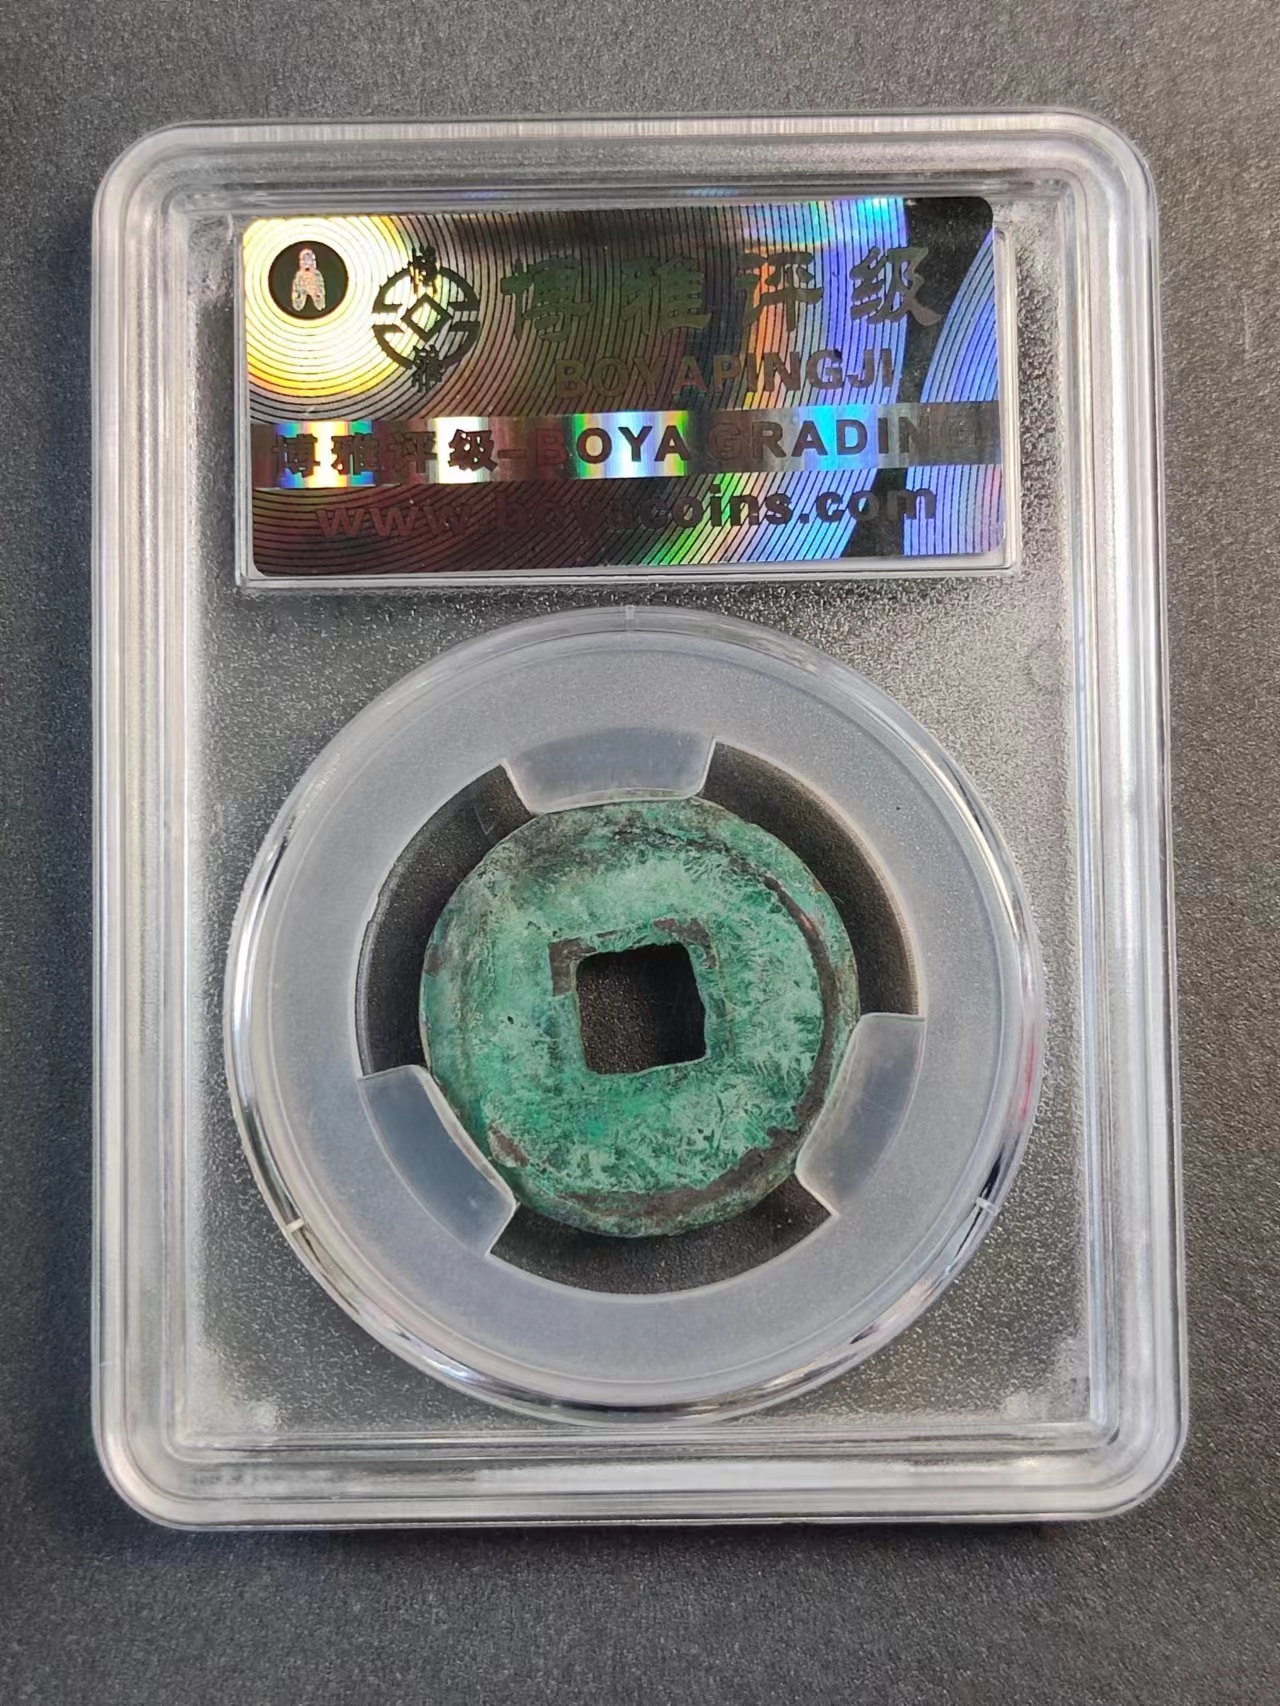 博雅评级
BOYAPINGJI
博雅评级-BOYA GRADING
www.boyacoins.com